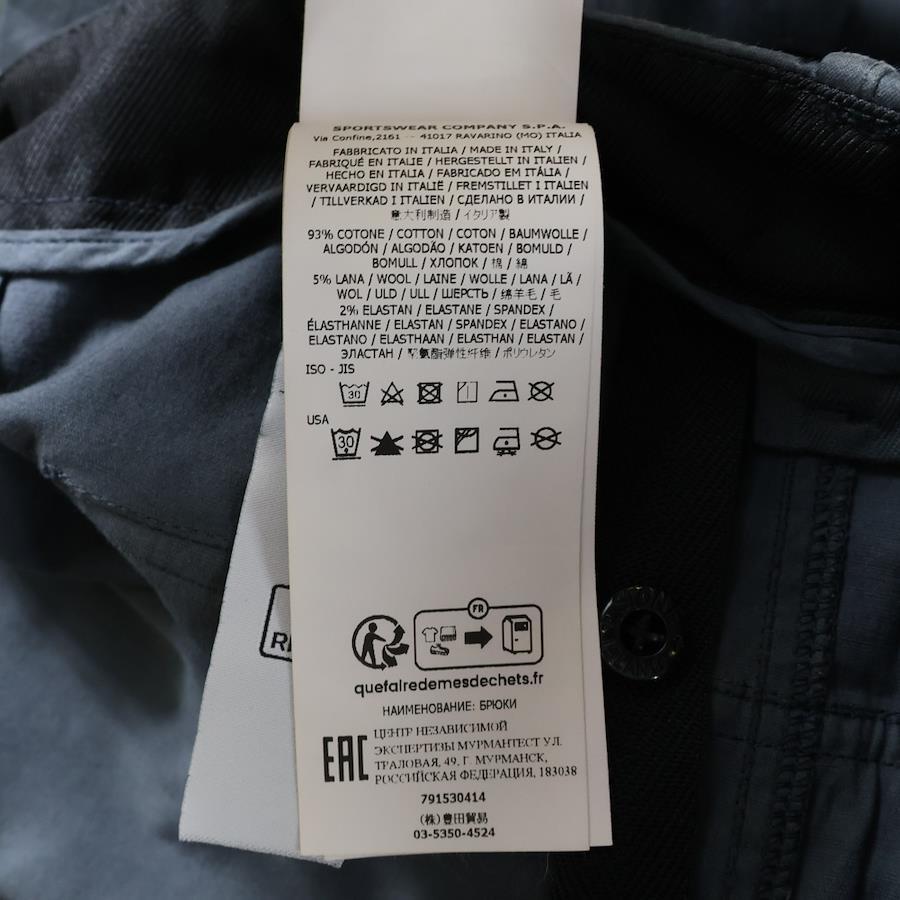 SPORTSWEAR COMPANY S.P.A.
Via Confine,2161 -- 41017 RAVARINO (MO) ITALIA
FABBRICATO IN ITALIA / MADE IN ITALY /
FABRIQUÉ EN ITALIE / HERGESTELLT IN ITALIEN /
HECHO EN ITALIA / FABRICADO EM ITÁLIA /
VERVAARDIGD IN ITALIË / FREMSTILLET I ITALIEN
/ TILLVERKAD I ITALIEN / СДЕЛАНО В ИТАЛИИ /
意大利制造 / イタリア製
93% COTONE / COTTON / COTON / BAUMWOLLE /
ALGODÓN / ALGODÃO / KATOEN / BOMULD /
BOMULL / ХЛОПОК / 棉 / 綿
5% LANA / WOOL / LAINE / WOLLE / LANA / LÃ /
WOL / ULD / ULL / ШЕРСТЬ / 绵羊毛 / 毛
2% ELASTAN / ELASTANE / SPANDEX /
ÉLASTHANNE / ELASTAN / SPANDEX / ELASTANO /
ELASTANO / ELASTHAAN / ELASTHAN / ELASTAN /
ЭЛАСТАН / 聚氨酯弹性纤维 / ポリウレタン
ISO - JIS
30
USA
30
FR
quefairedemesdechets.fr
НАИМЕНОВАНИЕ: БРЮКИ
EAC
ЦЕНТР НЕЗАВИСИМОЙ
ЭКСПЕРТИЗЫ МУРМАНТЕСТ УЛ.
ТРАЛОВАЯ, 49, Г. МУРМАНСК,
РОССИЙСКАЯ ФЕДЕРАЦИЯ, 183038
791530414
(株) 豊田貿易
03-5350-4524